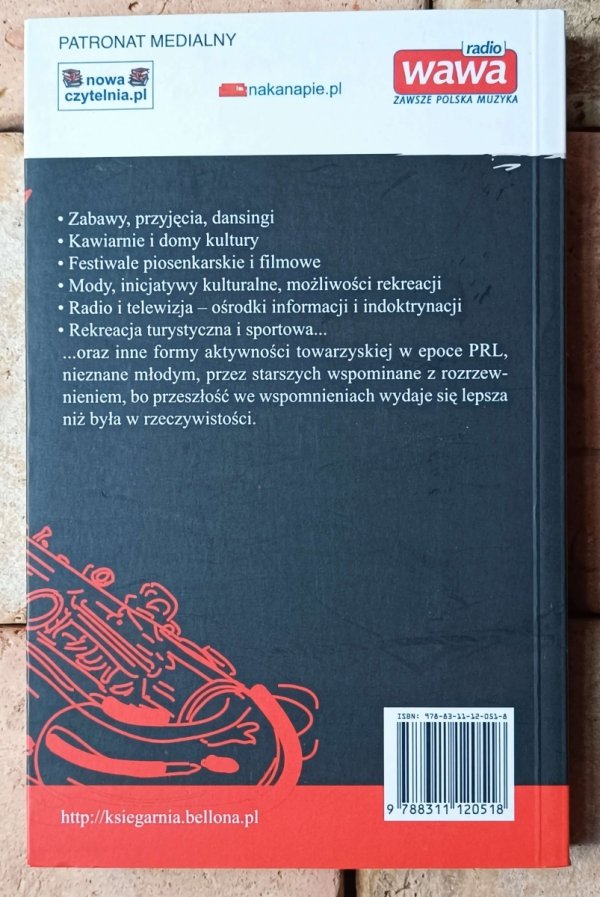 PATRONAT MEDIALNY
nowa
czytelnia.pl
nakanapie.pl
radio
wawa
ZAWSZE POLSKA MUZYKA
• Zabawy, przyjęcia, dansingi
• Kawiarnie i domy kultury
• Festiwale piosenkarskie i filmowe
• Mody, inicjatywy kulturalne, możliwości rekreacji
• Radio i telewizja – ośrodki informacji i indoktrynacji
• Rekreacja turystyczna i sportowa...
...oraz inne formy aktywności towarzyskiej w epoce PRL,
nieznane młodym, przez starszych wspominane z rozrzew-
nieniem, bo przeszłość we wspomnieniach wydaje się lepsza
niż była w rzeczywistości.
ISBN: 978-83-11-12-051-8
9 788311 120518
http://ksiegarnia.bellona.pl